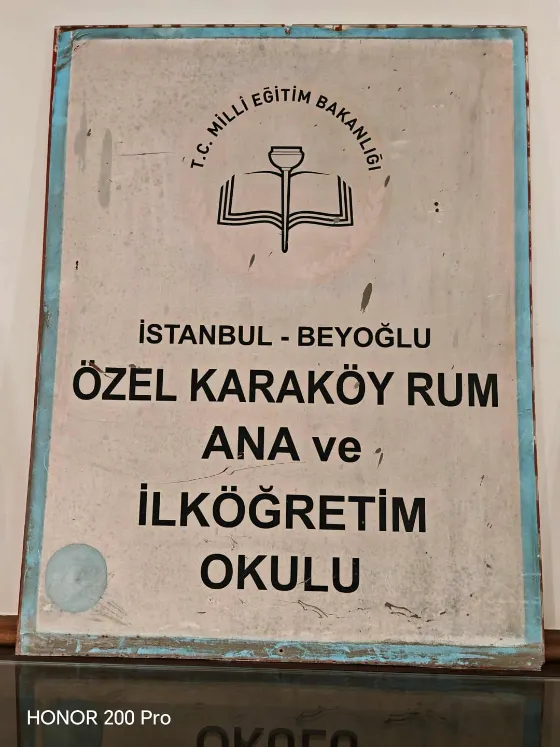 T.C. MİLLİ EĞİTİM BAKANLIĞI
İSTANBUL - BEYOĞLU
ÖZEL KARAKÖY RUM
ANA ve
İLKÖĞRETİM
OKULU
HONOR 200 Pro